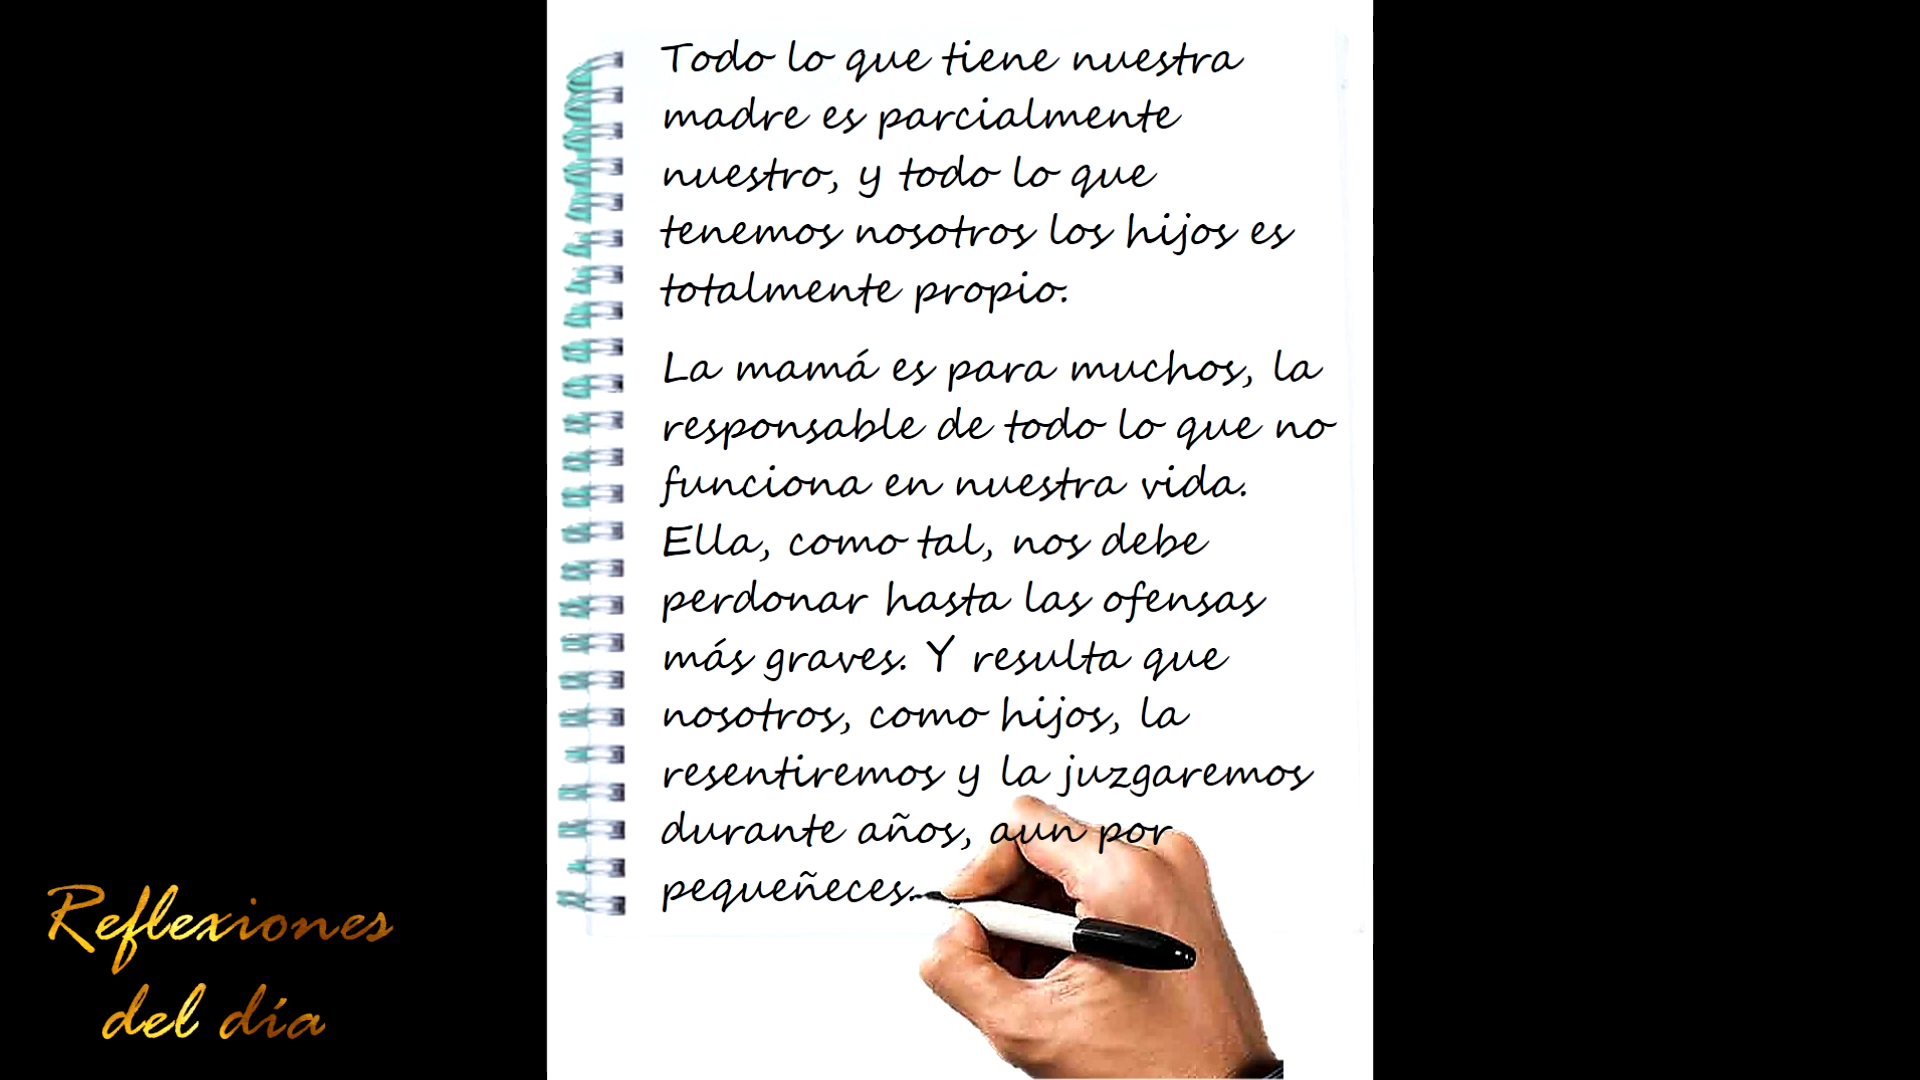 Todo lo que tiene nuestra
madre es parcialmente
nuestro, y todo lo que
tenemos nosotros los hijos es
totalmente propio.
La mamá es para muchos, la
responsable de todo lo que no
funciona en nuestra vida.
Ella, como tal, nos debe
perdonar hasta las ofensas
más graves. Y resulta que
nosotros, como hijos, la
resentiremos y la juzgaremos
durante años, aun por
pequeñeces.
Reflexiones
del día